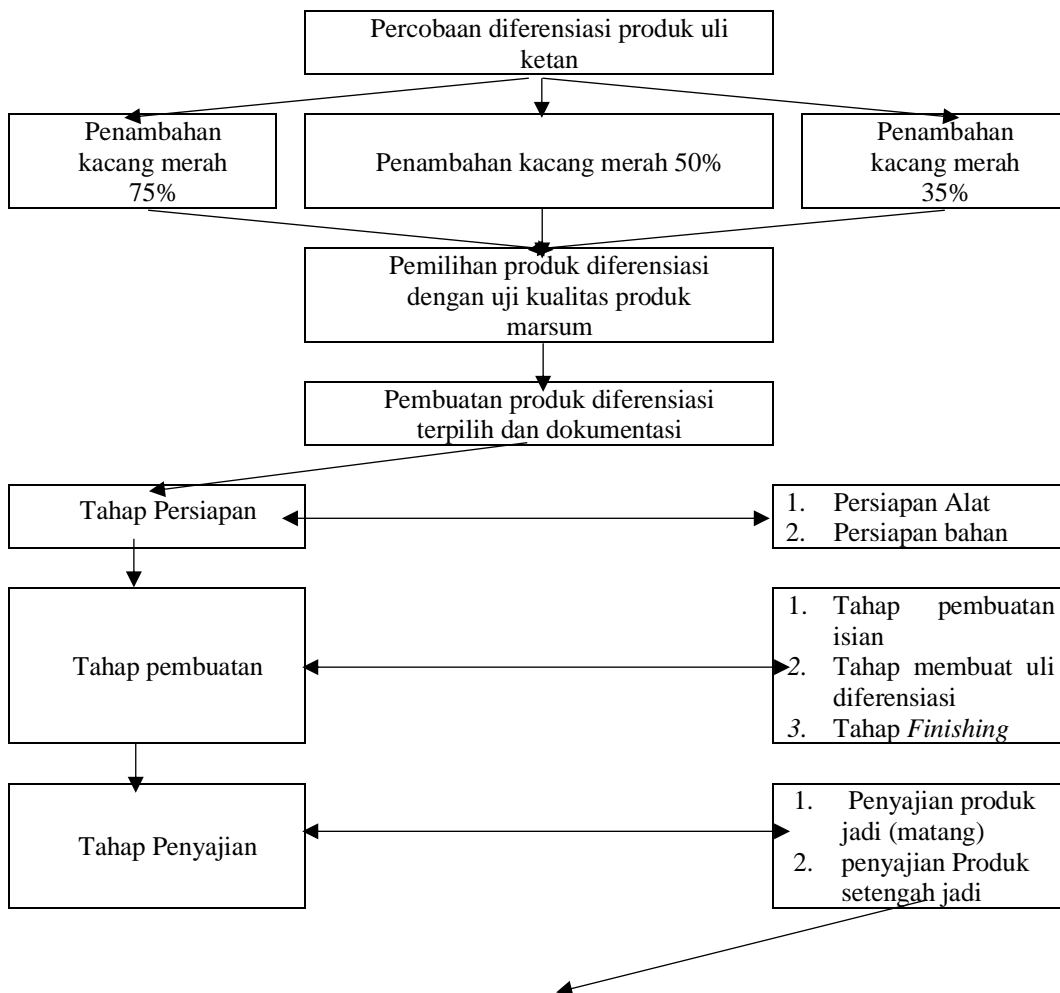 Percobaan diferensiasi produk uli
ketan
Penambahan
kacang merah
75%
Penambahan kacang merah 50%
Penambahan
kacang merah
35%
Pemilihan produk diferensiasi
dengan uji kualitas produk
marsum
Pembuatan produk diferensiasi
terpilih dan dokumentasi
Tahap Persiapan
1. Persiapan Alat
2. Persiapan bahan
Tahap pembuatan
1. Tahap pembuatan
isian
2. Tahap membuat uli
diferensiasi
3. Tahap Finishing
Tahap Penyajian
1. Penyajian produk
jadi (matang)
2. penyajian Produk
setengah jadi